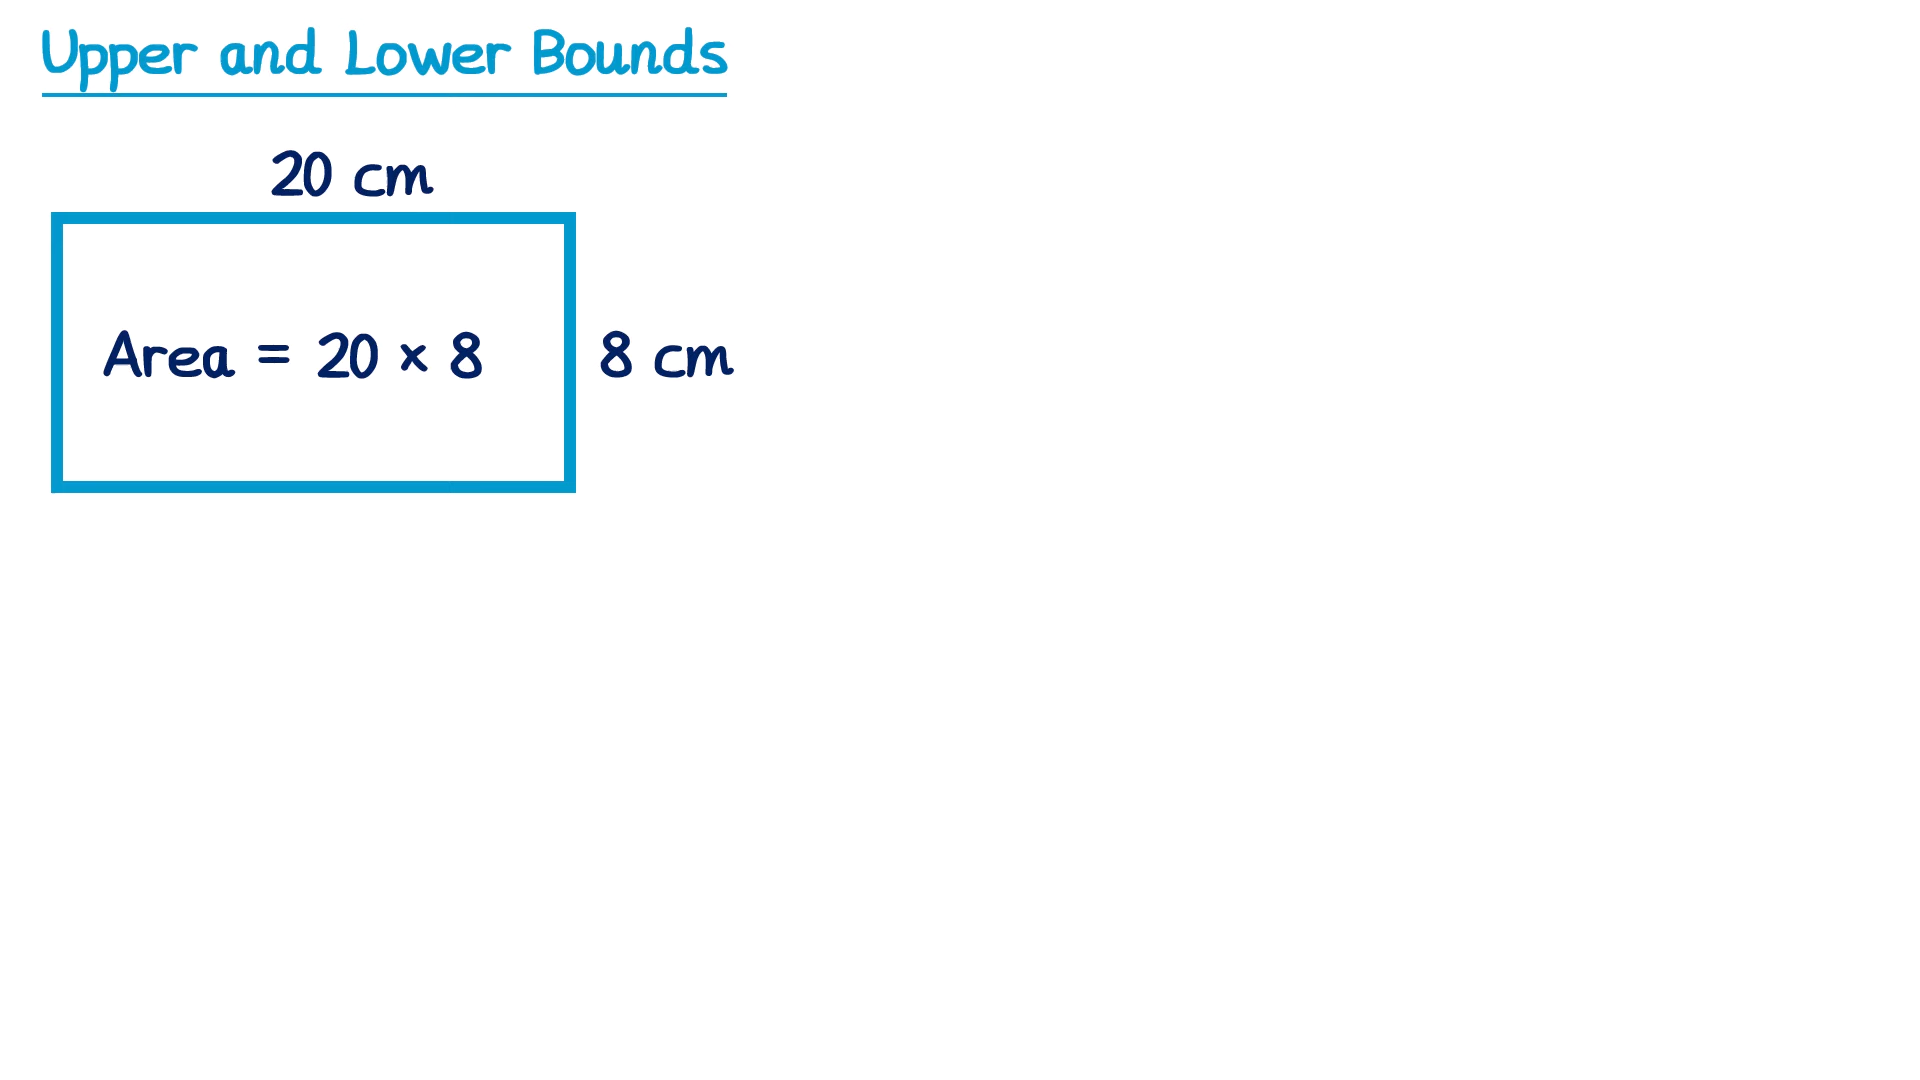 Upper and Lower Bounds
20 cm
Area = 20 × 8
8 cm